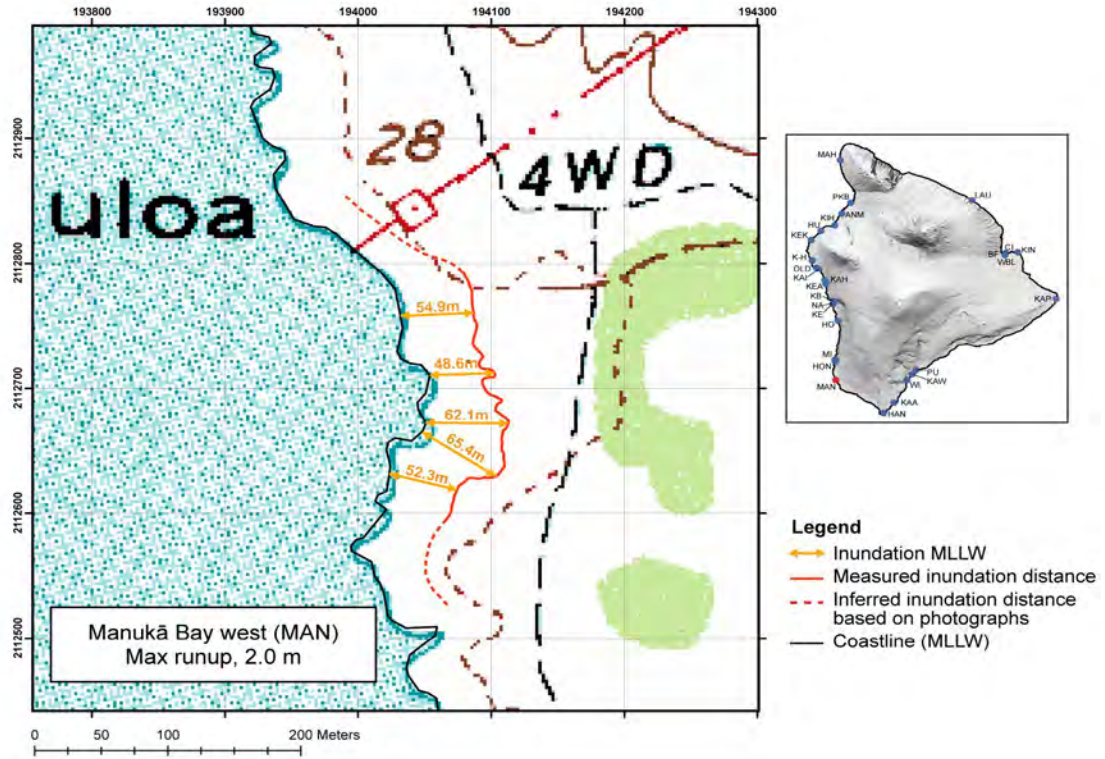 193800 193900 194000 194100 194200 194300
2112900
2112800
2112700
2112600
2112500
28
4WD
uloa
54.9m
48.6m
62.1m
65.4m
52.3m
Manukā Bay west (MAN)
Max runup, 2.0 m
0 50 100 200 Meters
MAH
LAU
PKB
KIH
ANM
HU
KEK
CI
KIN
BF
WBL
K-H
OLD
KAI
KAH
KEA
KB
NA
KE
HO
KAP
MI
HON
MAN
PU
KAW
WI
KAA
HAN
Legend
Inundation MLLW
Measured inundation distance
Inferred inundation distance
based on photographs
Coastline (MLLW)